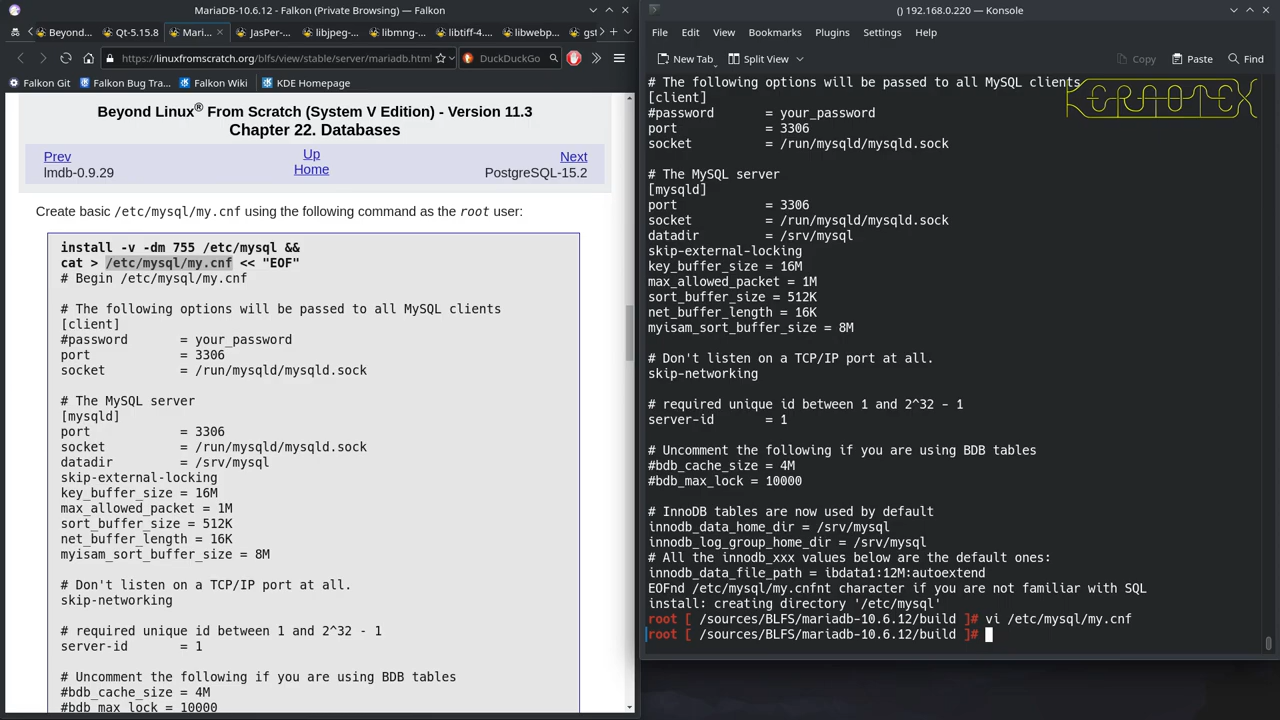 MariaDB-10.6.12 - Falkon (Private Browsing) — Falkon
Beyond...
Qt-5.15.8
Mari...
JasPer-...
libjpeg-...
libmng-...
libtiff-4....
libwebp...
gst
https://linuxfromscratch.org/blfs/view/stable/server/mariadb.html
DuckDuckGo
Falkon Git
Falkon Bug Tra...
Falkon Wiki
KDE Homepage
Beyond Linux® From Scratch (System V Edition) - Version 11.3
Chapter 22. Databases
Prev
Up
Next
lmdb-0.9.29
Home
PostgreSQL-15.2
Create basic /etc/mysql/my.cnf using the following command as the root user:
install -v -dm 755 /etc/mysql &&
cat > /etc/mysql/my.cnf << "EOF"
# Begin /etc/mysql/my.cnf
# The following options will be passed to all MySQL clients
[client]
#password       = your_password
port            = 3306
socket          = /run/mysqld/mysqld.sock
# The MySQL server
[mysqld]
port            = 3306
socket          = /run/mysqld/mysqld.sock
datadir         = /srv/mysql
skip-external-locking
key_buffer_size = 16M
max_allowed_packet = 1M
sort_buffer_size = 512K
net_buffer_length = 16K
myisam_sort_buffer_size = 8M
# Don't listen on a TCP/IP port at all.
skip-networking
# required unique id between 1 and 2^32 - 1
server-id       = 1
# Uncomment the following if you are using BDB tables
#bdb_cache_size = 4M
#bdb_max_lock = 10000
() 192.168.0.220 — Konsole
File Edit View Bookmarks Plugins Settings Help
New Tab
Split View
Copy
Paste
Find
KERAOTEX
# The following options will be passed to all MySQL clients
[client]
#password       = your_password
port            = 3306
socket          = /run/mysqld/mysqld.sock
# The MySQL server
[mysqld]
port            = 3306
socket          = /run/mysqld/mysqld.sock
datadir         = /srv/mysql
skip-external-locking
key_buffer_size = 16M
max_allowed_packet = 1M
sort_buffer_size = 512K
net_buffer_length = 16K
myisam_sort_buffer_size = 8M
# Don't listen on a TCP/IP port at all.
skip-networking
# required unique id between 1 and 2^32 - 1
server-id       = 1
# Uncomment the following if you are using BDB tables
#bdb_cache_size = 4M
#bdb_max_lock = 10000
# InnoDB tables are now used by default
innodb_data_home_dir = /srv/mysql
innodb_log_group_home_dir = /srv/mysql
# All the innodb_xxx values below are the default ones:
innodb_data_file_path = ibdata1:12M:autoextend
EOFnd /etc/mysql/my.cnfnt character if you are not familiar with SQL
install: creating directory '/etc/mysql'
root [ /sources/BLFS/mariadb-10.6.12/build ]# vi /etc/mysql/my.cnf
root [ /sources/BLFS/mariadb-10.6.12/build ]#